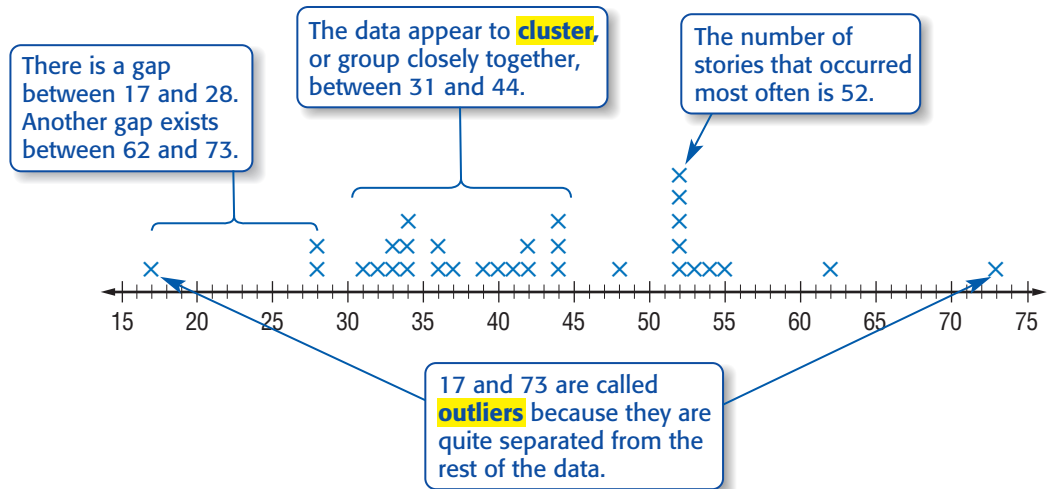 There is a gap
between 17 and 28.
Another gap exists
between 62 and 73.
The data appear to cluster,
or group closely together,
between 31 and 44.
The number of
stories that occurred
most often is 52.
15 20 25 30 35 40 45 50 55 60 65 70 75
17 and 73 are called
outliers because they are
quite separated from the
rest of the data.